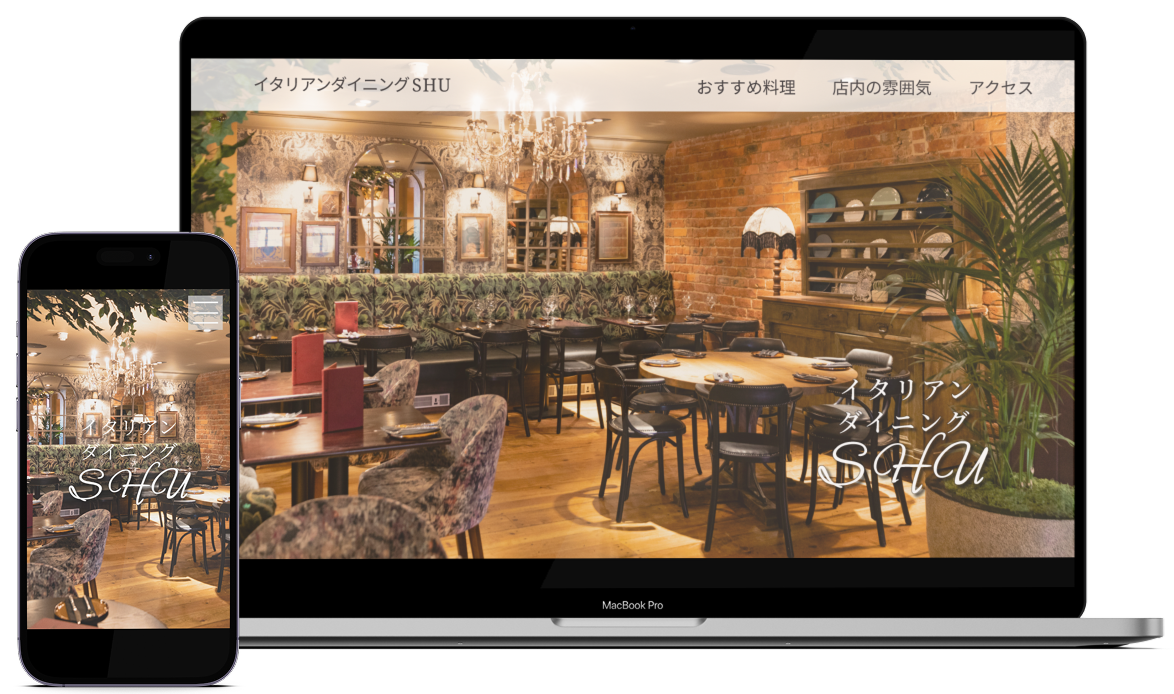 イタリアンダイニングSHU
おすすめ料理
店内の雰囲気
アクセス
イタリアン
ダイニング
SHU
イタリアン
ダイニング
SHU
MacBook Pro